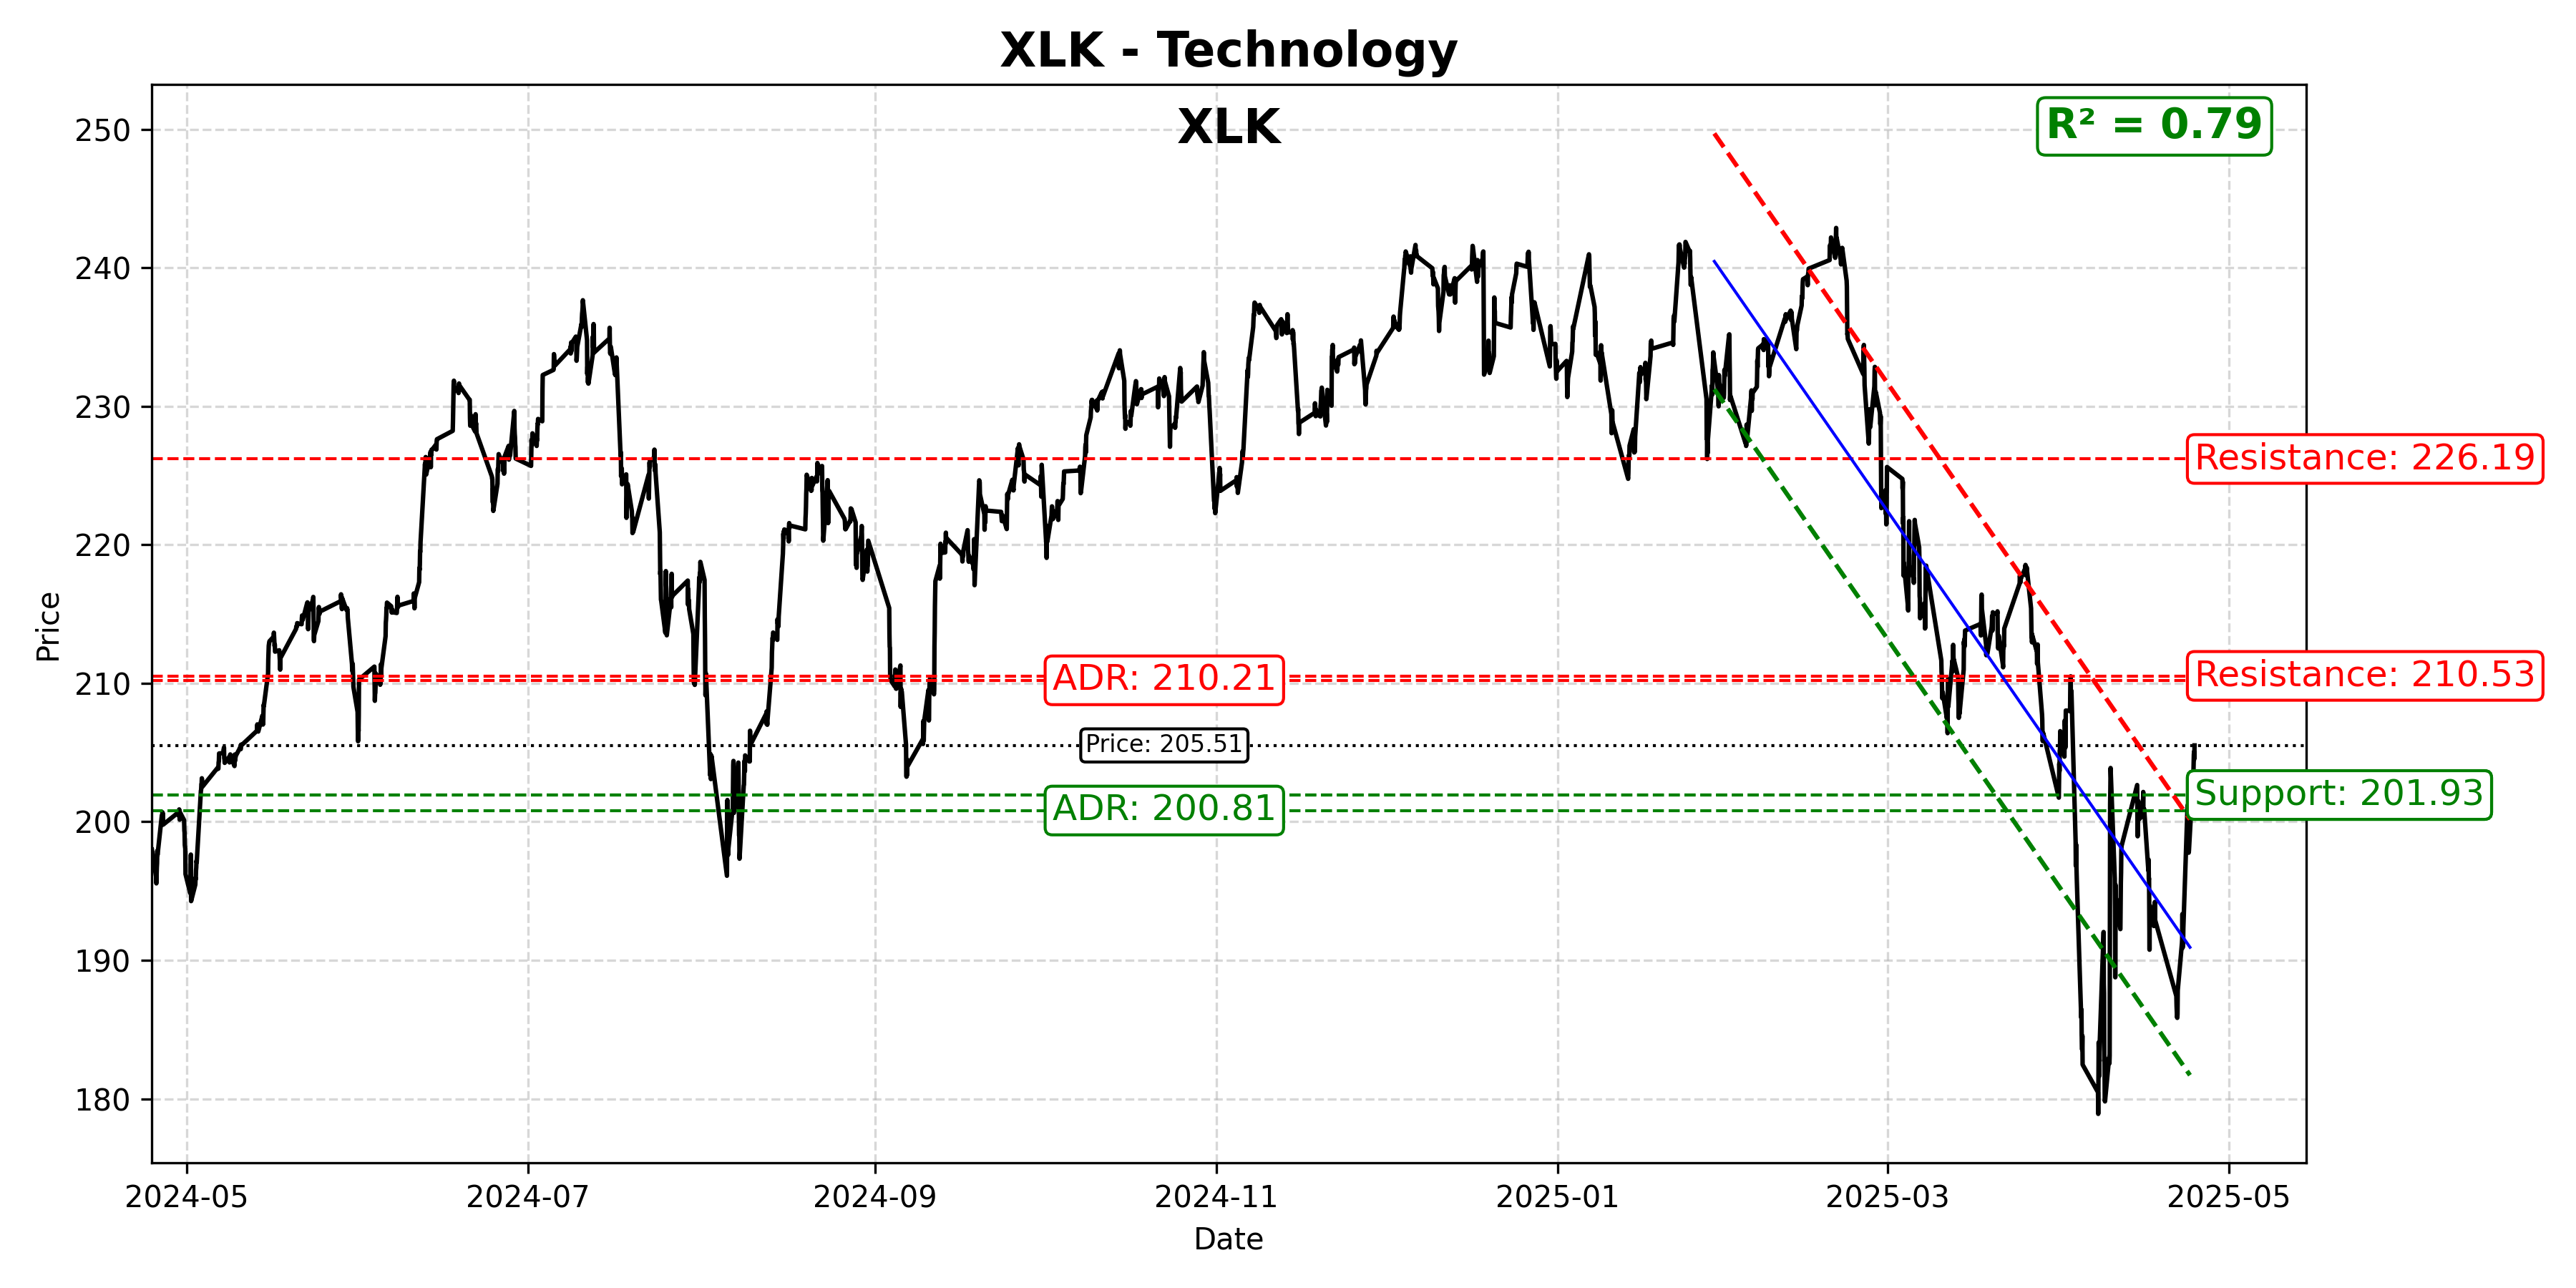 XLK - Technology
XLK
R² = 0.79
250
240
230
220
210
200
190
180
Price
Resistance: 226.19
Resistance: 210.53
ADR: 210.21
Price: 205.51
Support: 201.93
ADR: 200.81
2024-05
2024-07
2024-09
2024-11
2025-01
2025-03
2025-05
Date